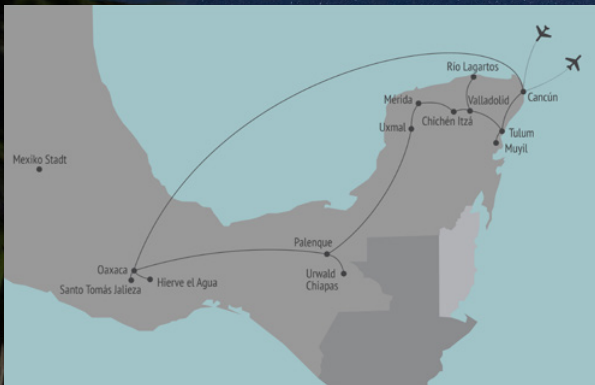 Río Lagartos
Cancún
Mérida
Valladolid
Chichén Itzá
Uxmal
Tulum
Muyil
Mexiko Stadt
Palenque
Oaxaca
Urwald
Chiapas
Hierve el Agua
Santo Tomás Jalieza